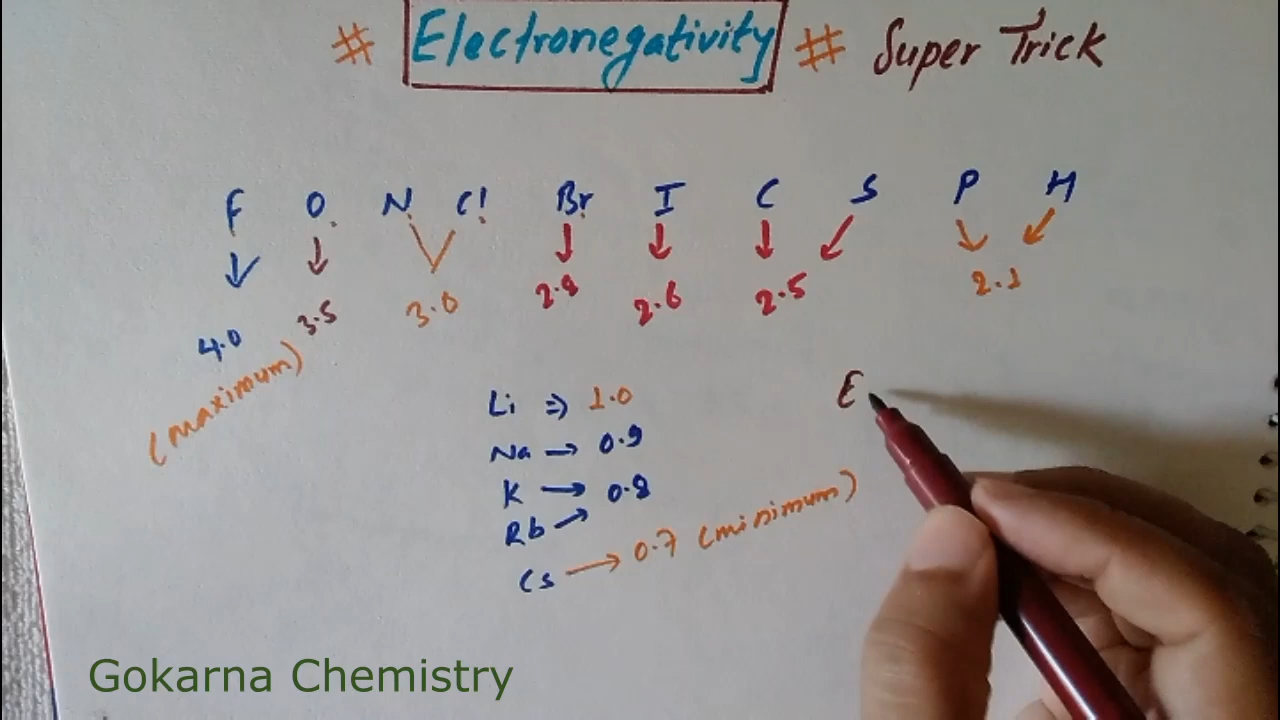 # Electronegativity # Super Trick
F O N Cl Br I C S P H
4.0 3.5 3.0 2.8 2.6 2.5 2.1
(maximum)
Li ⇒ 1.0
Na → 0.9
K → 0.8
Rb →
Cs → 0.7 (minimum)
E
Gokarna Chemistry